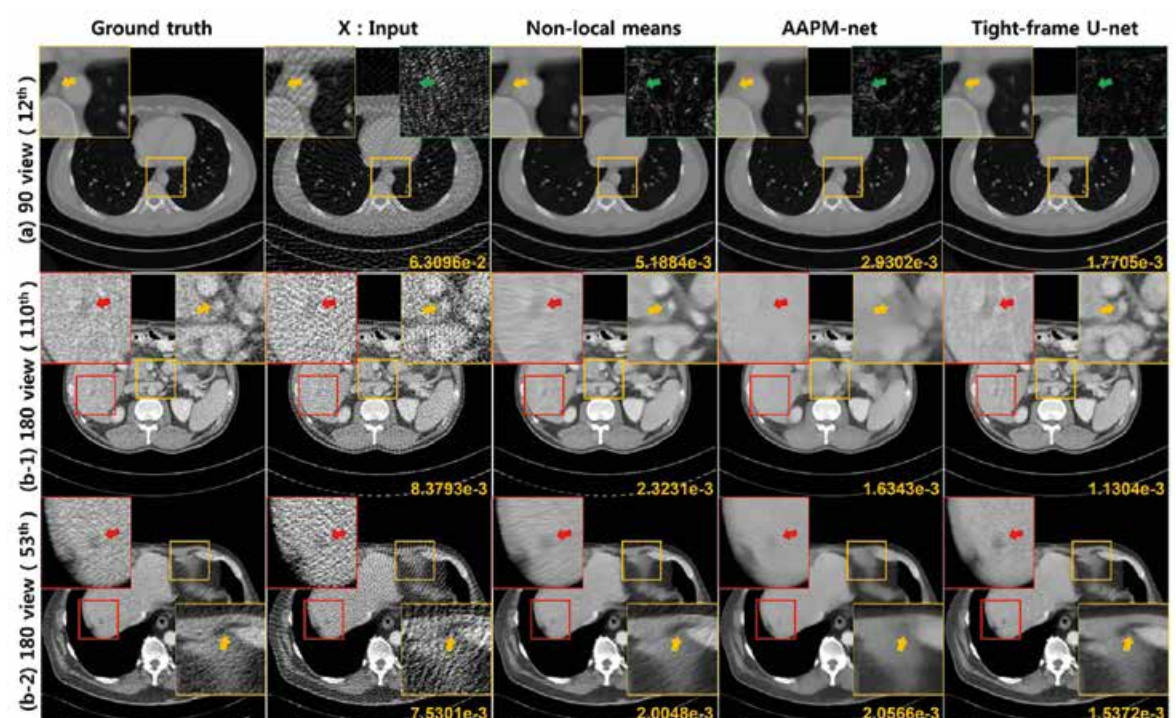 Ground truth X : Input Non-local means AAPM-net Tight-frame U-net
(a) 90 view ( 12th)
6.3096e-2 5.1884e-3 2.9302e-3 1.7705e-3
(b-1) 180 view ( 110th)
8.3793e-3 2.3231e-3 1.6343e-3 1.1304e-3
(b-2) 180 view ( 53th)
7.5301e-3 2.0048e-3 2.0566e-3 1.5372e-3